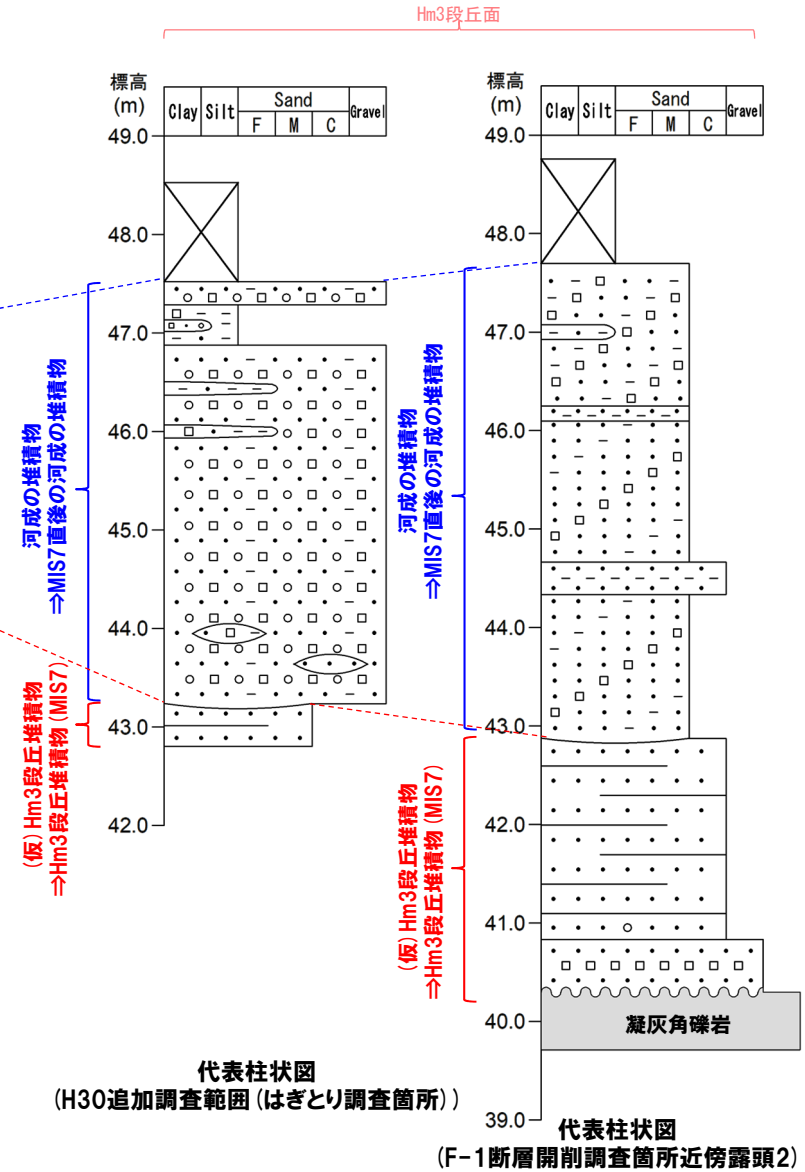 Hm3段丘面
標高
(m)
Clay
Silt
Sand
F
M
C
Gravel
49.0
48.0
47.0
46.0
45.0
44.0
43.0
42.0
河成の堆積物
⇒MIS7直後の河成の堆積物
(仮)Hm3段丘堆積物
⇒Hm3段丘堆積物(MIS7)
代表柱状図
(H30追加調査範囲(はぎとり調査箇所))
標高
(m)
Clay
Silt
Sand
F
M
C
Gravel
49.0
48.0
47.0
46.0
45.0
44.0
43.0
42.0
41.0
40.0
39.0
河成の堆積物
⇒MIS7直後の河成の堆積物
(仮)Hm3段丘堆積物
⇒Hm3段丘堆積物(MIS7)
凝灰角礫岩
代表柱状図
(F-1断層開削調査箇所近傍露頭2)